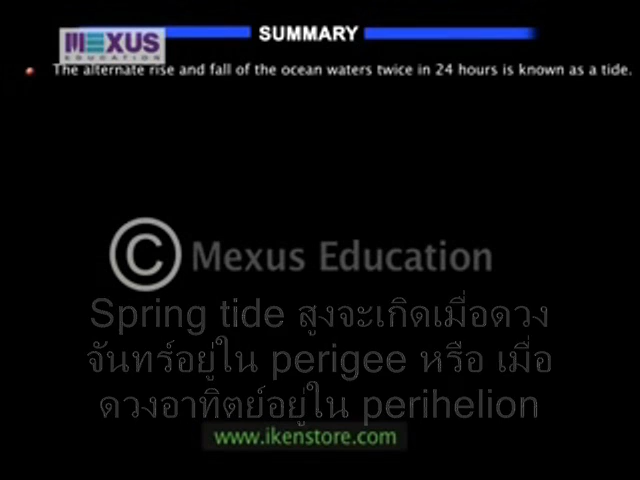 SUMMARY
MEXUS
EDUCATION
The alternate rise and fall of the ocean waters twice in 24 hours is known as a tide.
© Mexus Education
Spring tide สูงจะเกิดเมื่อดวง
จันทร์อยู่ใน perigee หรือ เมื่อ
ดวงอาทิตย์อยู่ใน perihelion
www.ikenstore.com